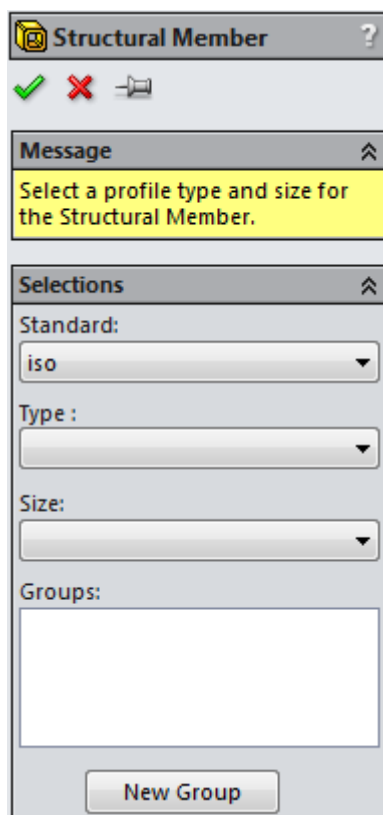 Structural Member ?
Message
Select a profile type and size for
the Structural Member.
Selections
Standard:
iso
Type :
Size:
Groups:
New Group